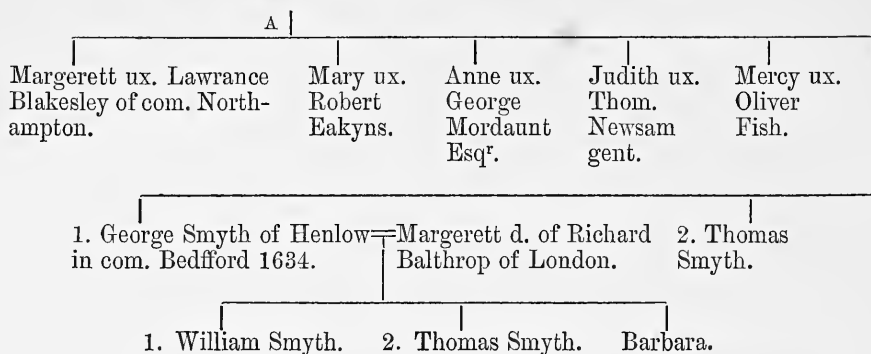 A
Margerett ux. Lawrance
Blakesley of com. North-
ampton.
Mary ux.
Robert
Eakyns.
Anne ux.
George
Mordaunt
Esqr.
Judith ux.
Thom.
Newsam
gent.
Mercy ux.
Oliver
Fish.
1. George Smyth of Henlow
in com. Bedfford 1634.
=Margerett d. of Richard
Balthrop of London.
2. Thomas
Smyth.
1. William Smyth.
2. Thomas Smyth.
Barbara.